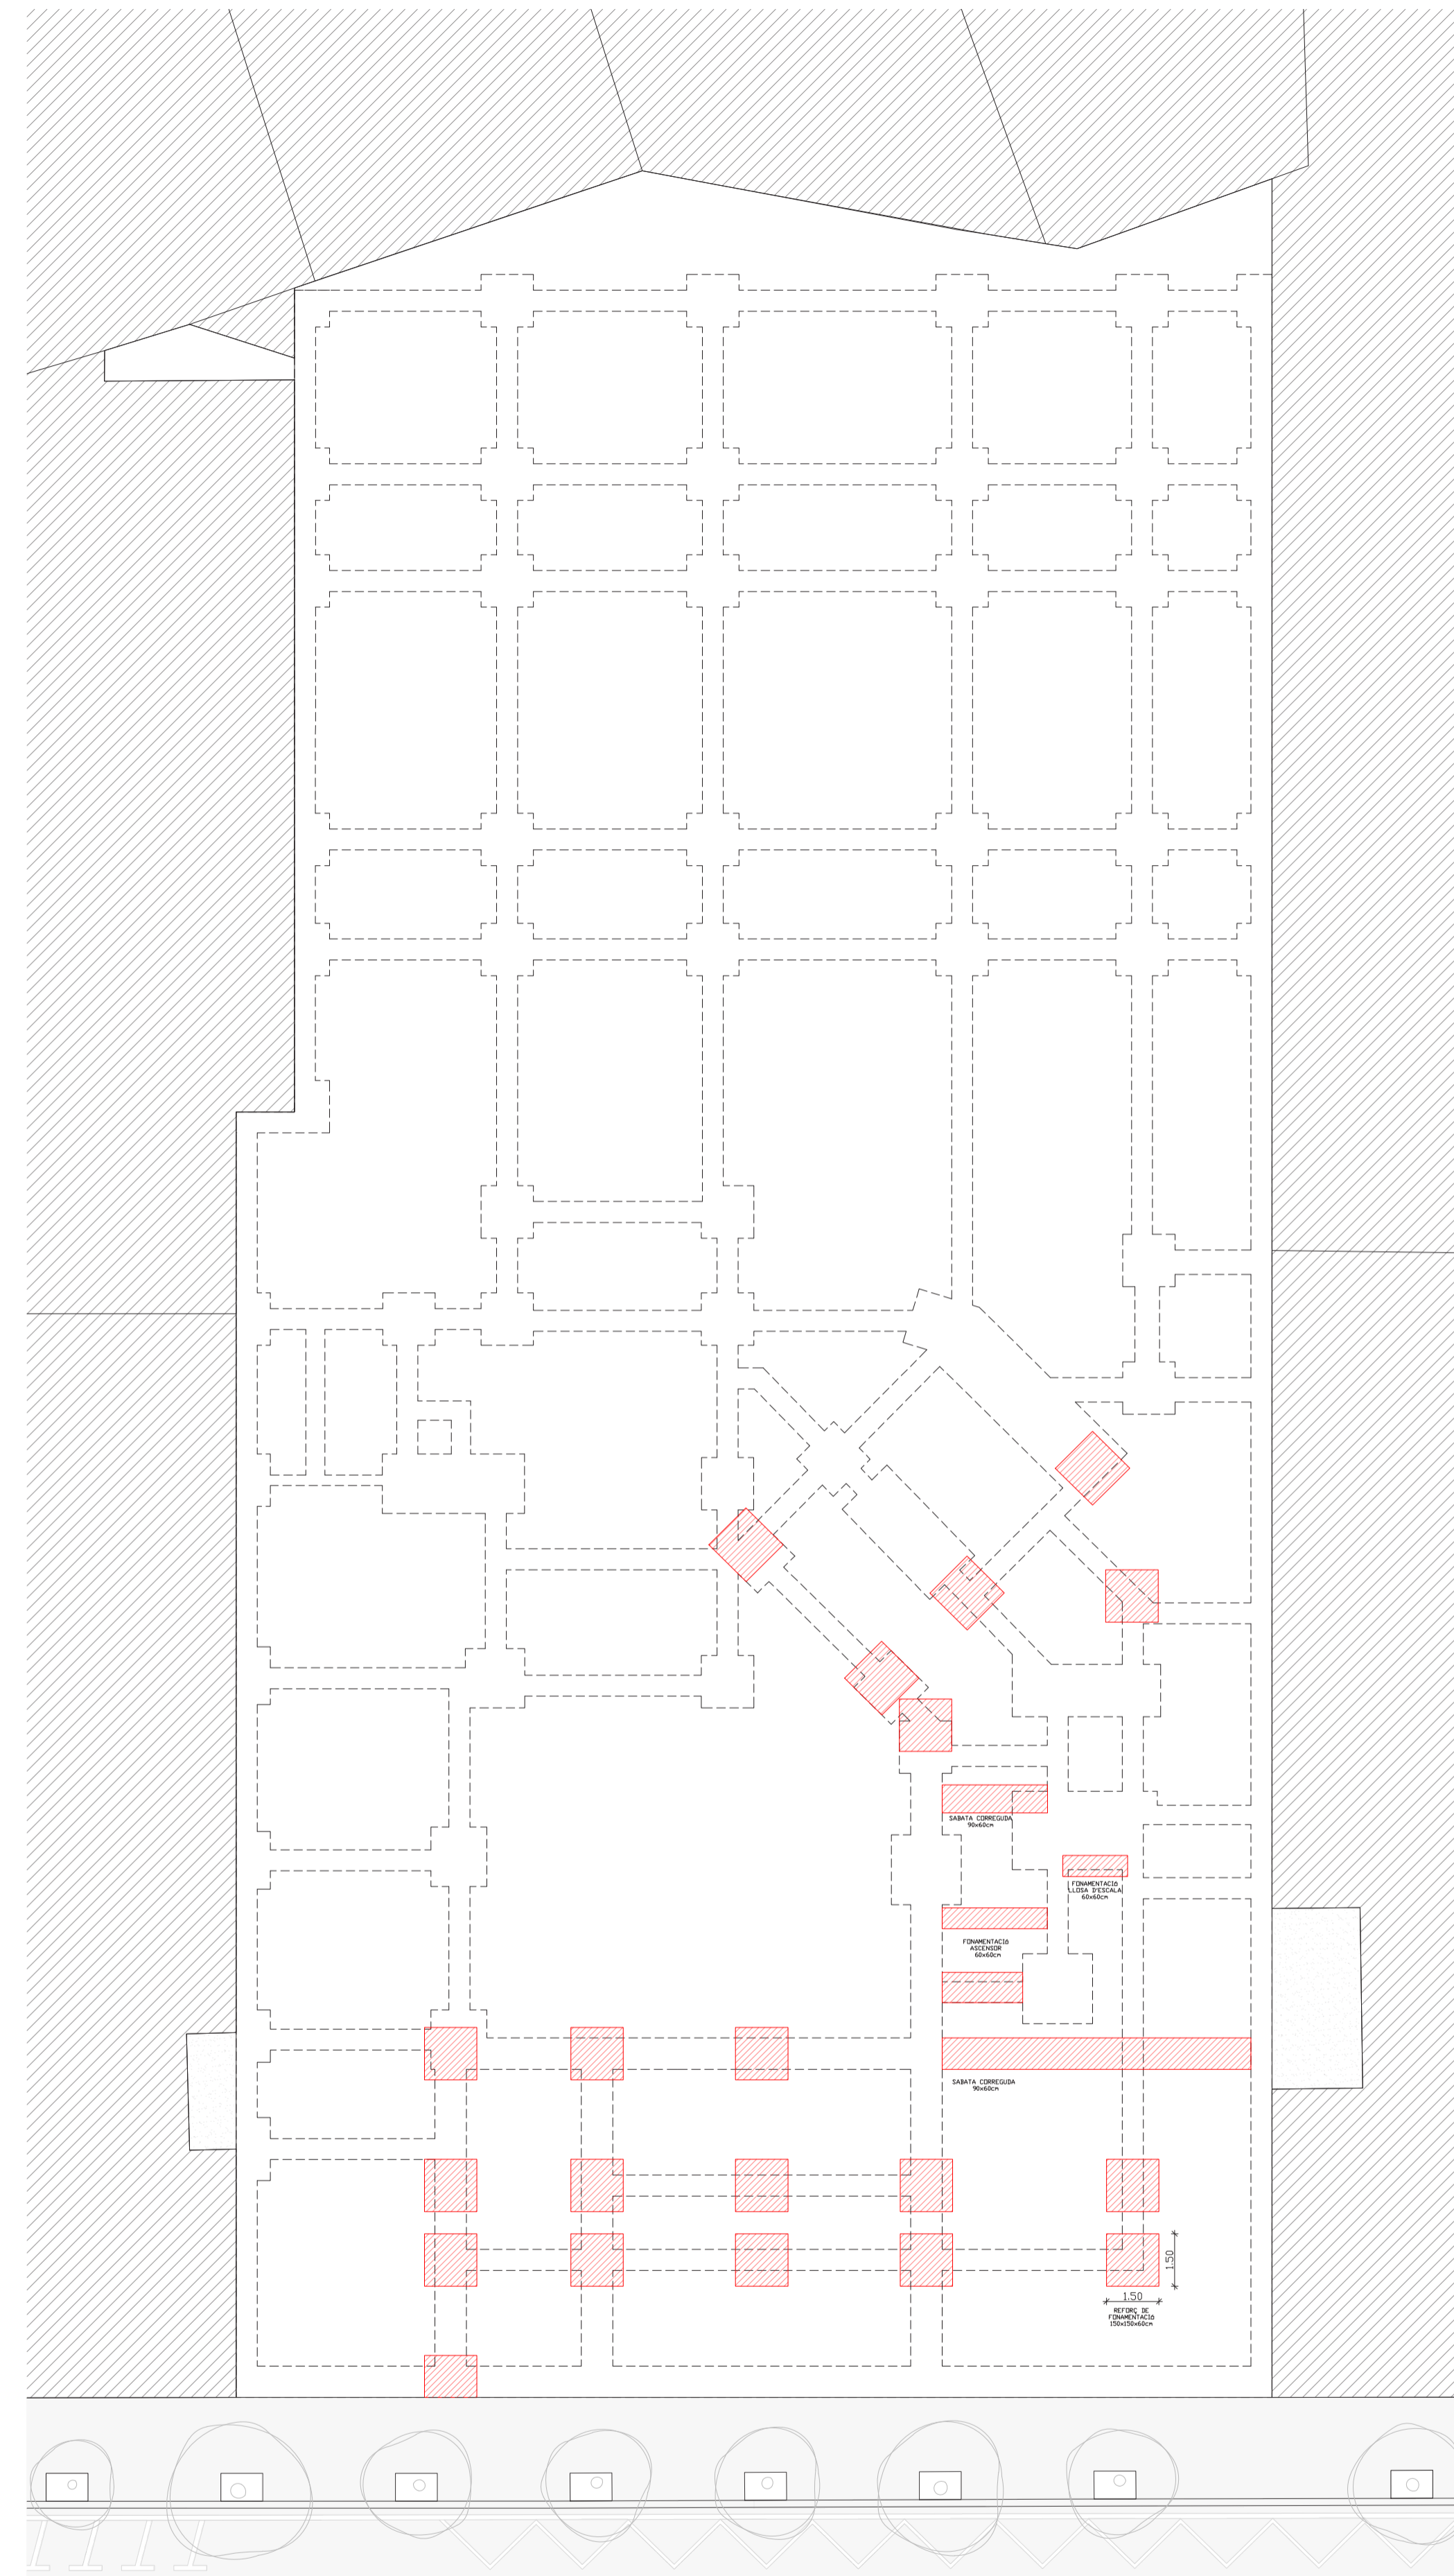 SABATA CORREGUDA
90x60cm
FONAMENTACIÓ
LLOSA D'ESCALA
60x60cm
FONAMENTACIÓ
ASCENSOR
60x60cm
SABATA CORREGUDA
90x60cm
1.50
1.50
REFORÇ DE
FONAMENTACIÓ
150x150x60cm